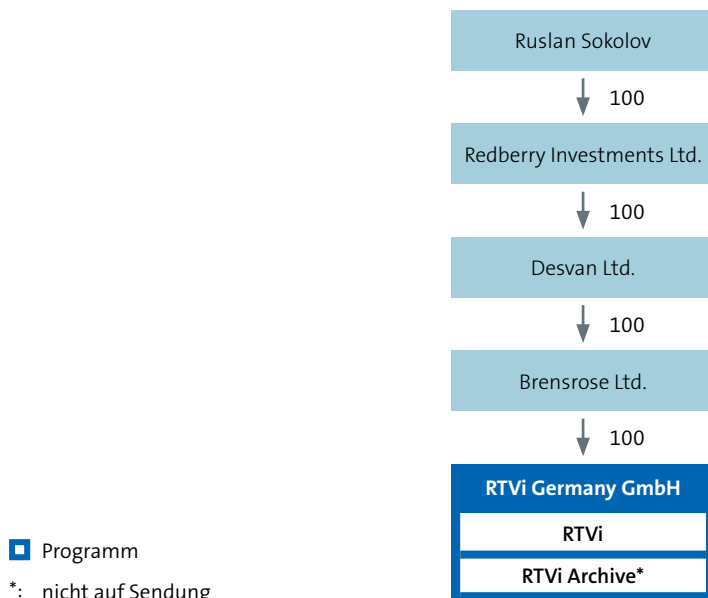 Ruslan Sokolov
100
Redberry Investments Ltd.
100
Desvan Ltd.
100
Brensrose Ltd.
100
RTVi Germany GmbH
RTVi
RTVi Archive*
Programm
*: nicht auf Sendung